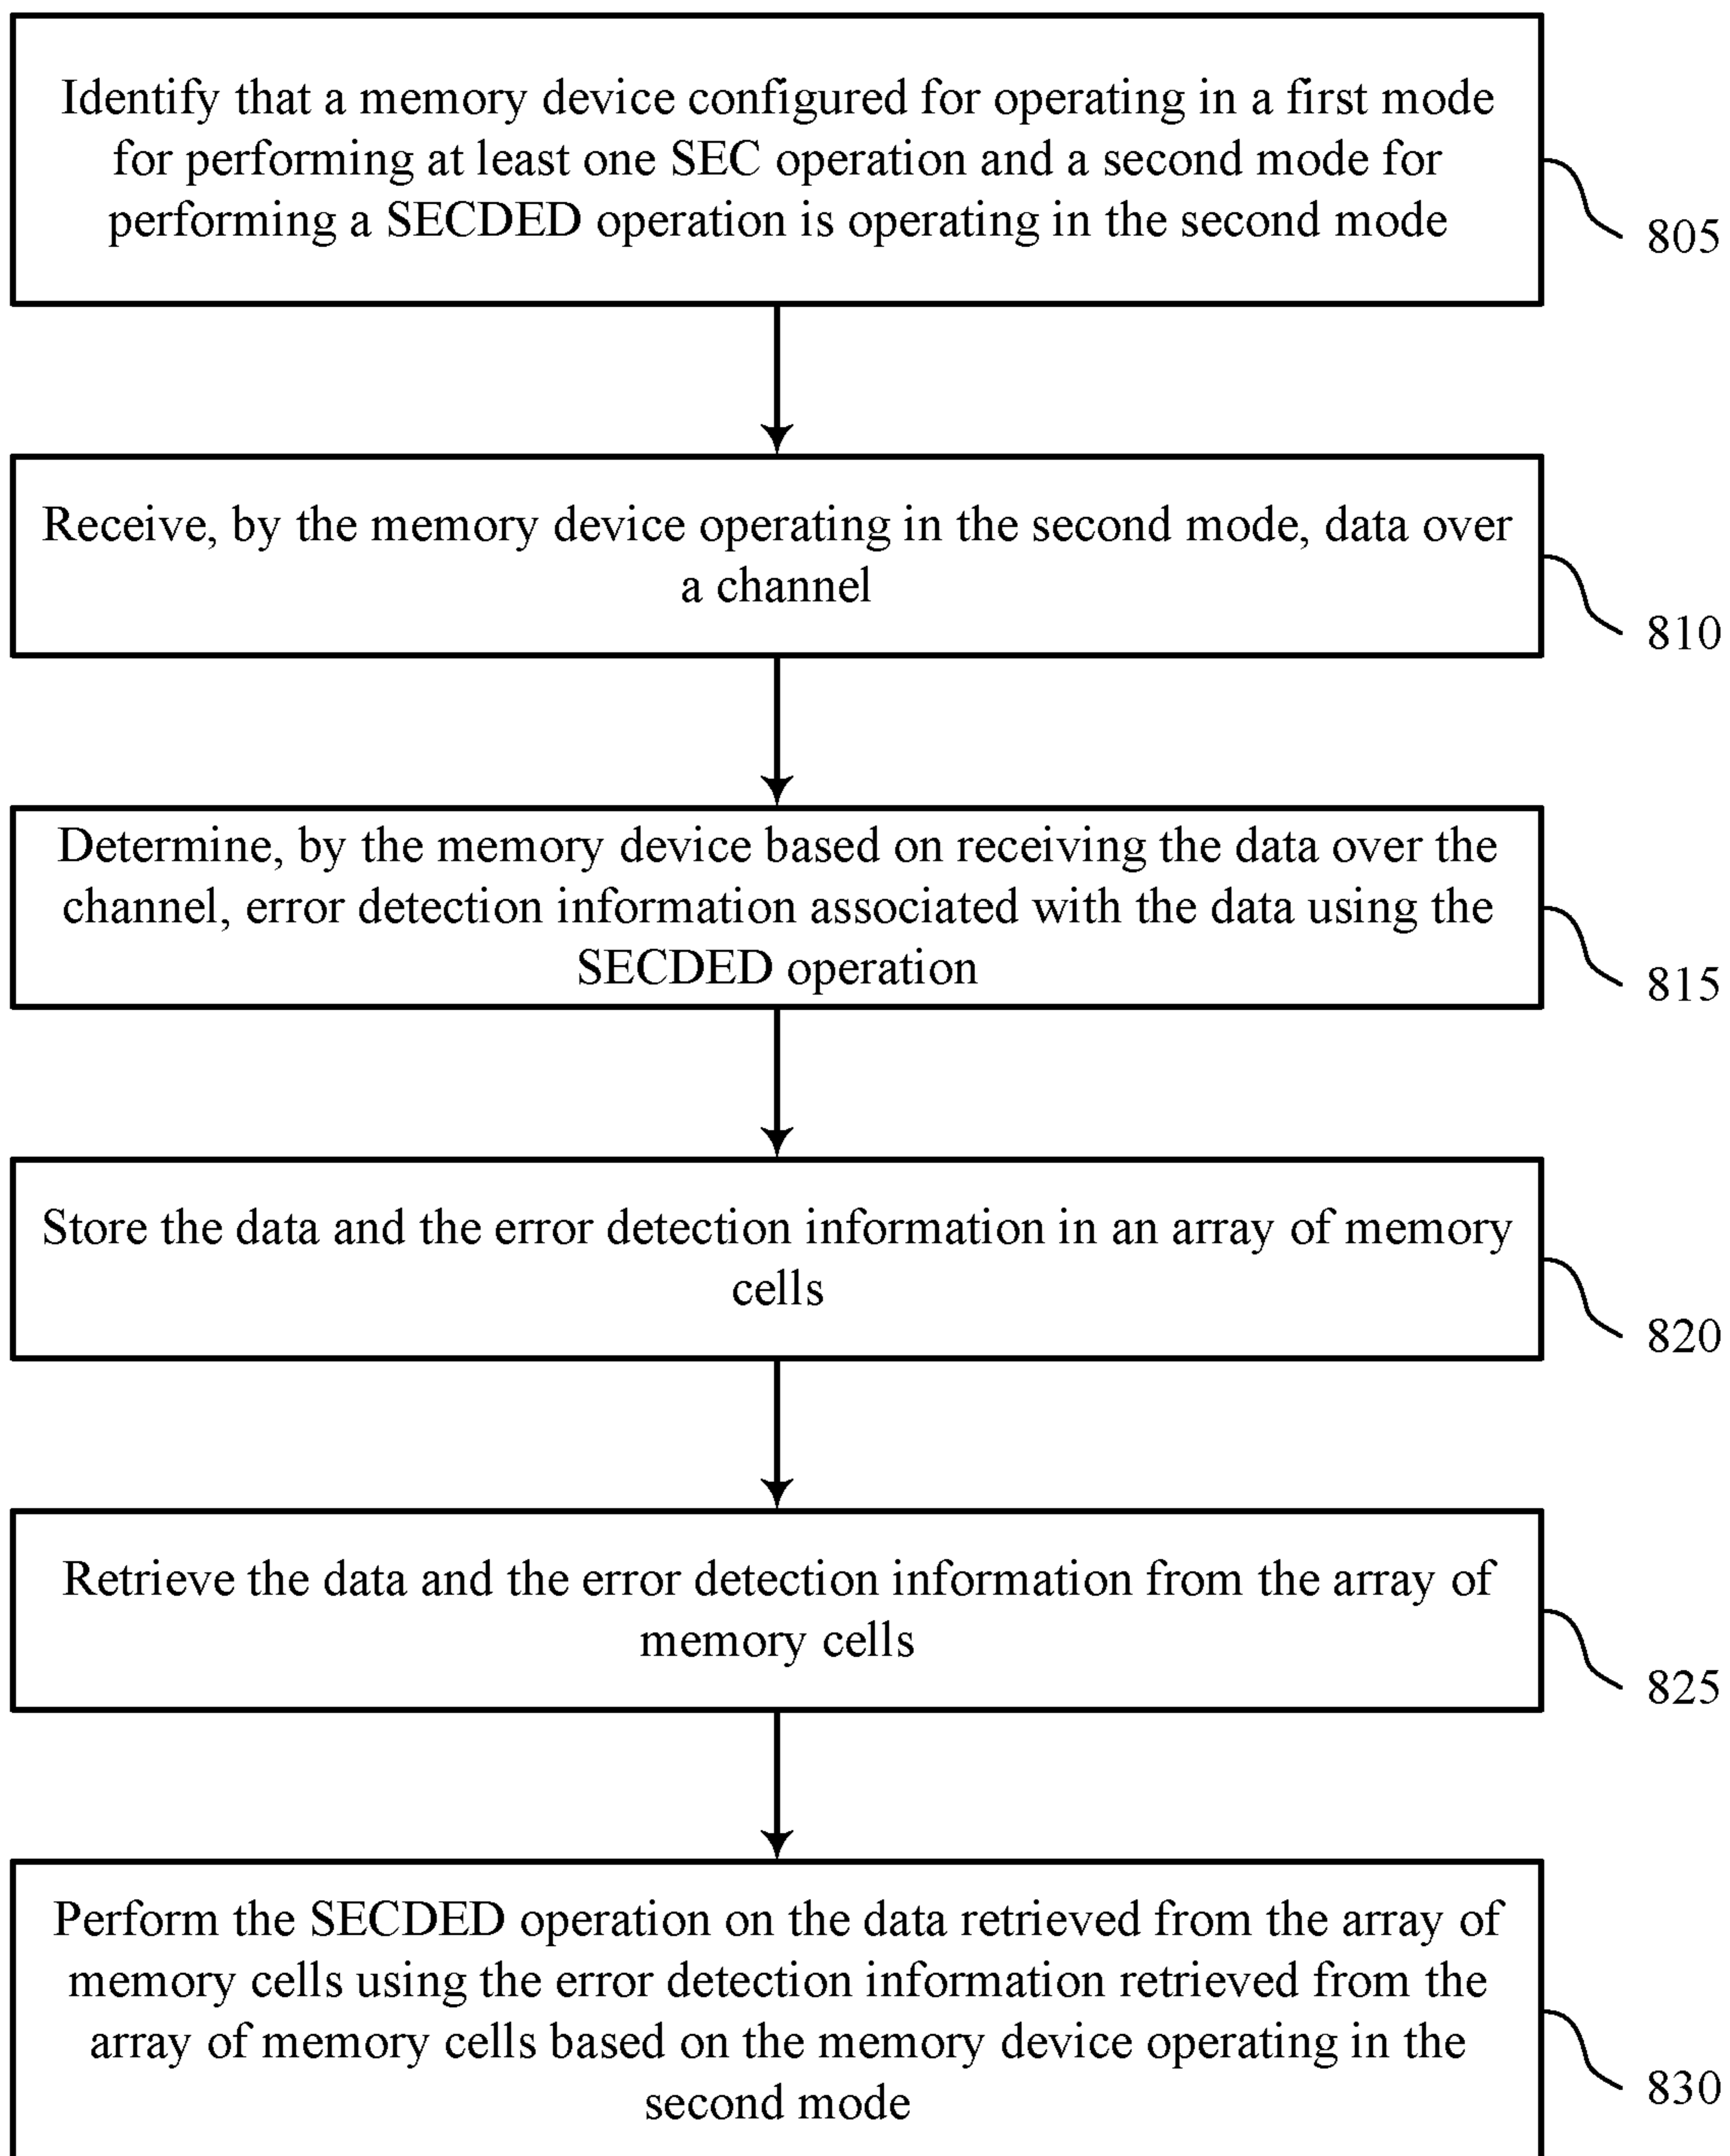 Identify that a memory device configured for operating in a first mode
for performing at least one SEC operation and a second mode for
performing a SECDED operation is operating in the second mode
805
Receive, by the memory device operating in the second mode, data over
a channel
810
Determine, by the memory device based on receiving the data over the
channel, error detection information associated with the data using the
SECDED operation
815
Store the data and the error detection information in an array of memory
cells
820
Retrieve the data and the error detection information from the array of
memory cells
825
Perform the SECDED operation on the data retrieved from the array of
memory cells using the error detection information retrieved from the
array of memory cells based on the memory device operating in the
second mode
830